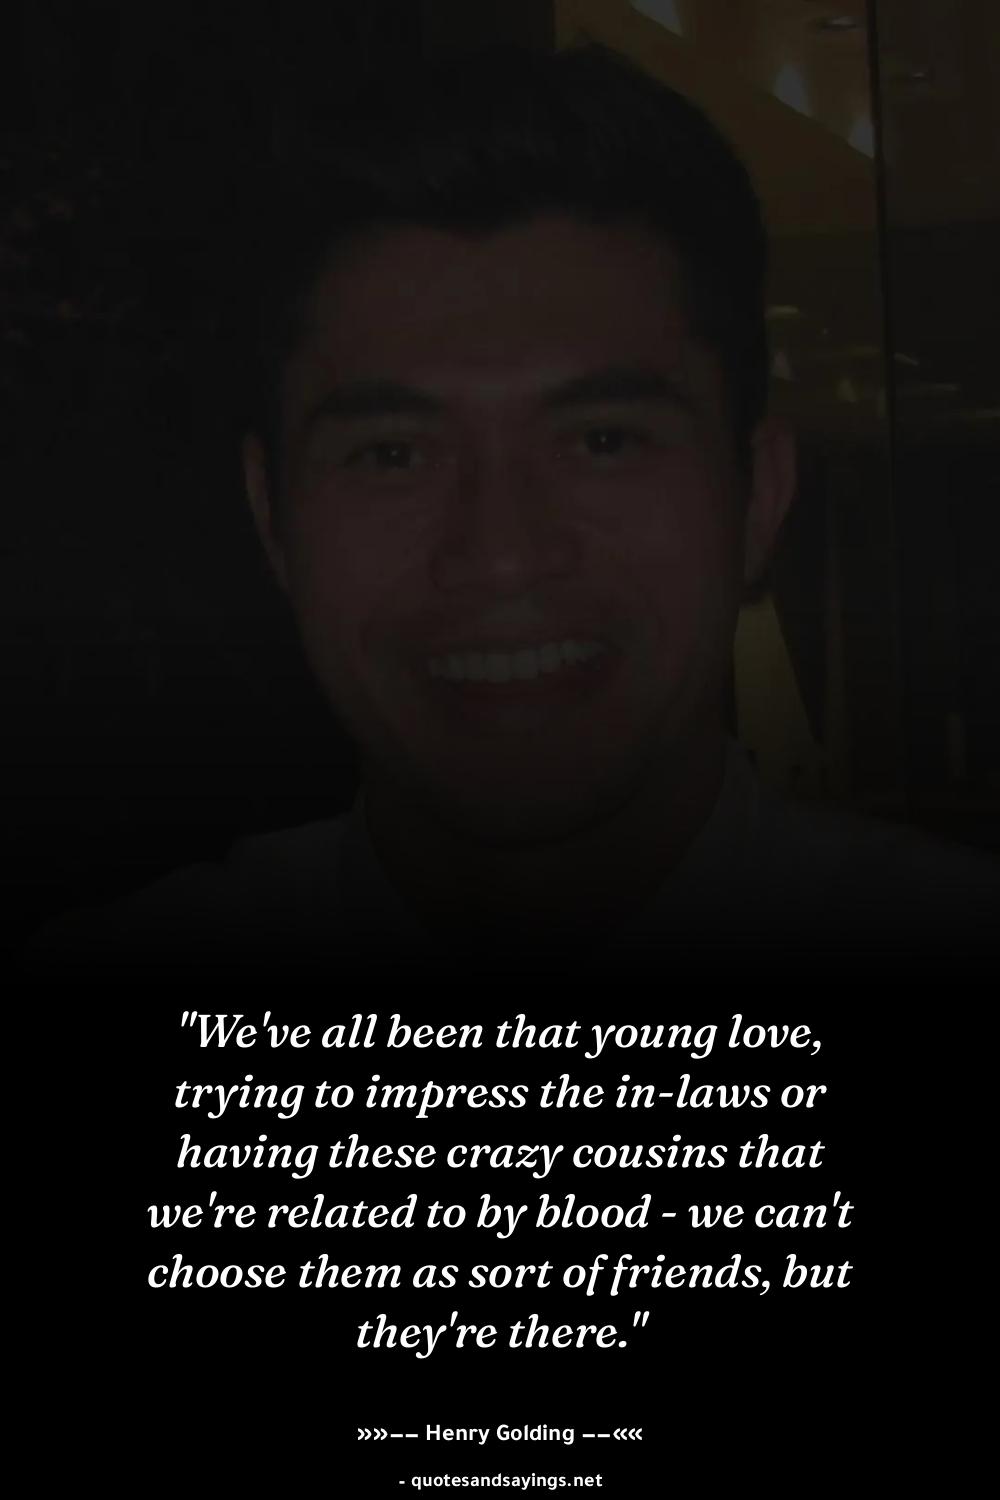 "We've all been that young love,
trying to impress the in-laws or
having these crazy cousins that
we're related to by blood - we can't
choose them as sort of friends, but
they're there."
»»−− Henry Golding −−««
- quotesandsayings.net